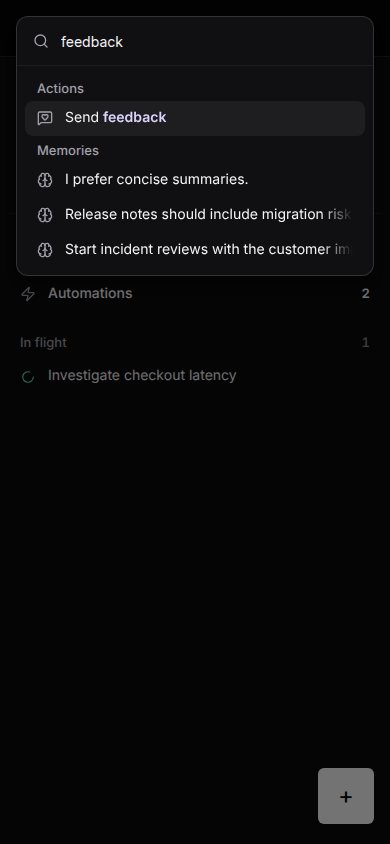 feedback
Actions
Send feedback
Memories
I prefer concise summaries.
Release notes should include migration risk
Start incident reviews with the customer
Automations 2
In flight 1
Investigate checkout latency
+